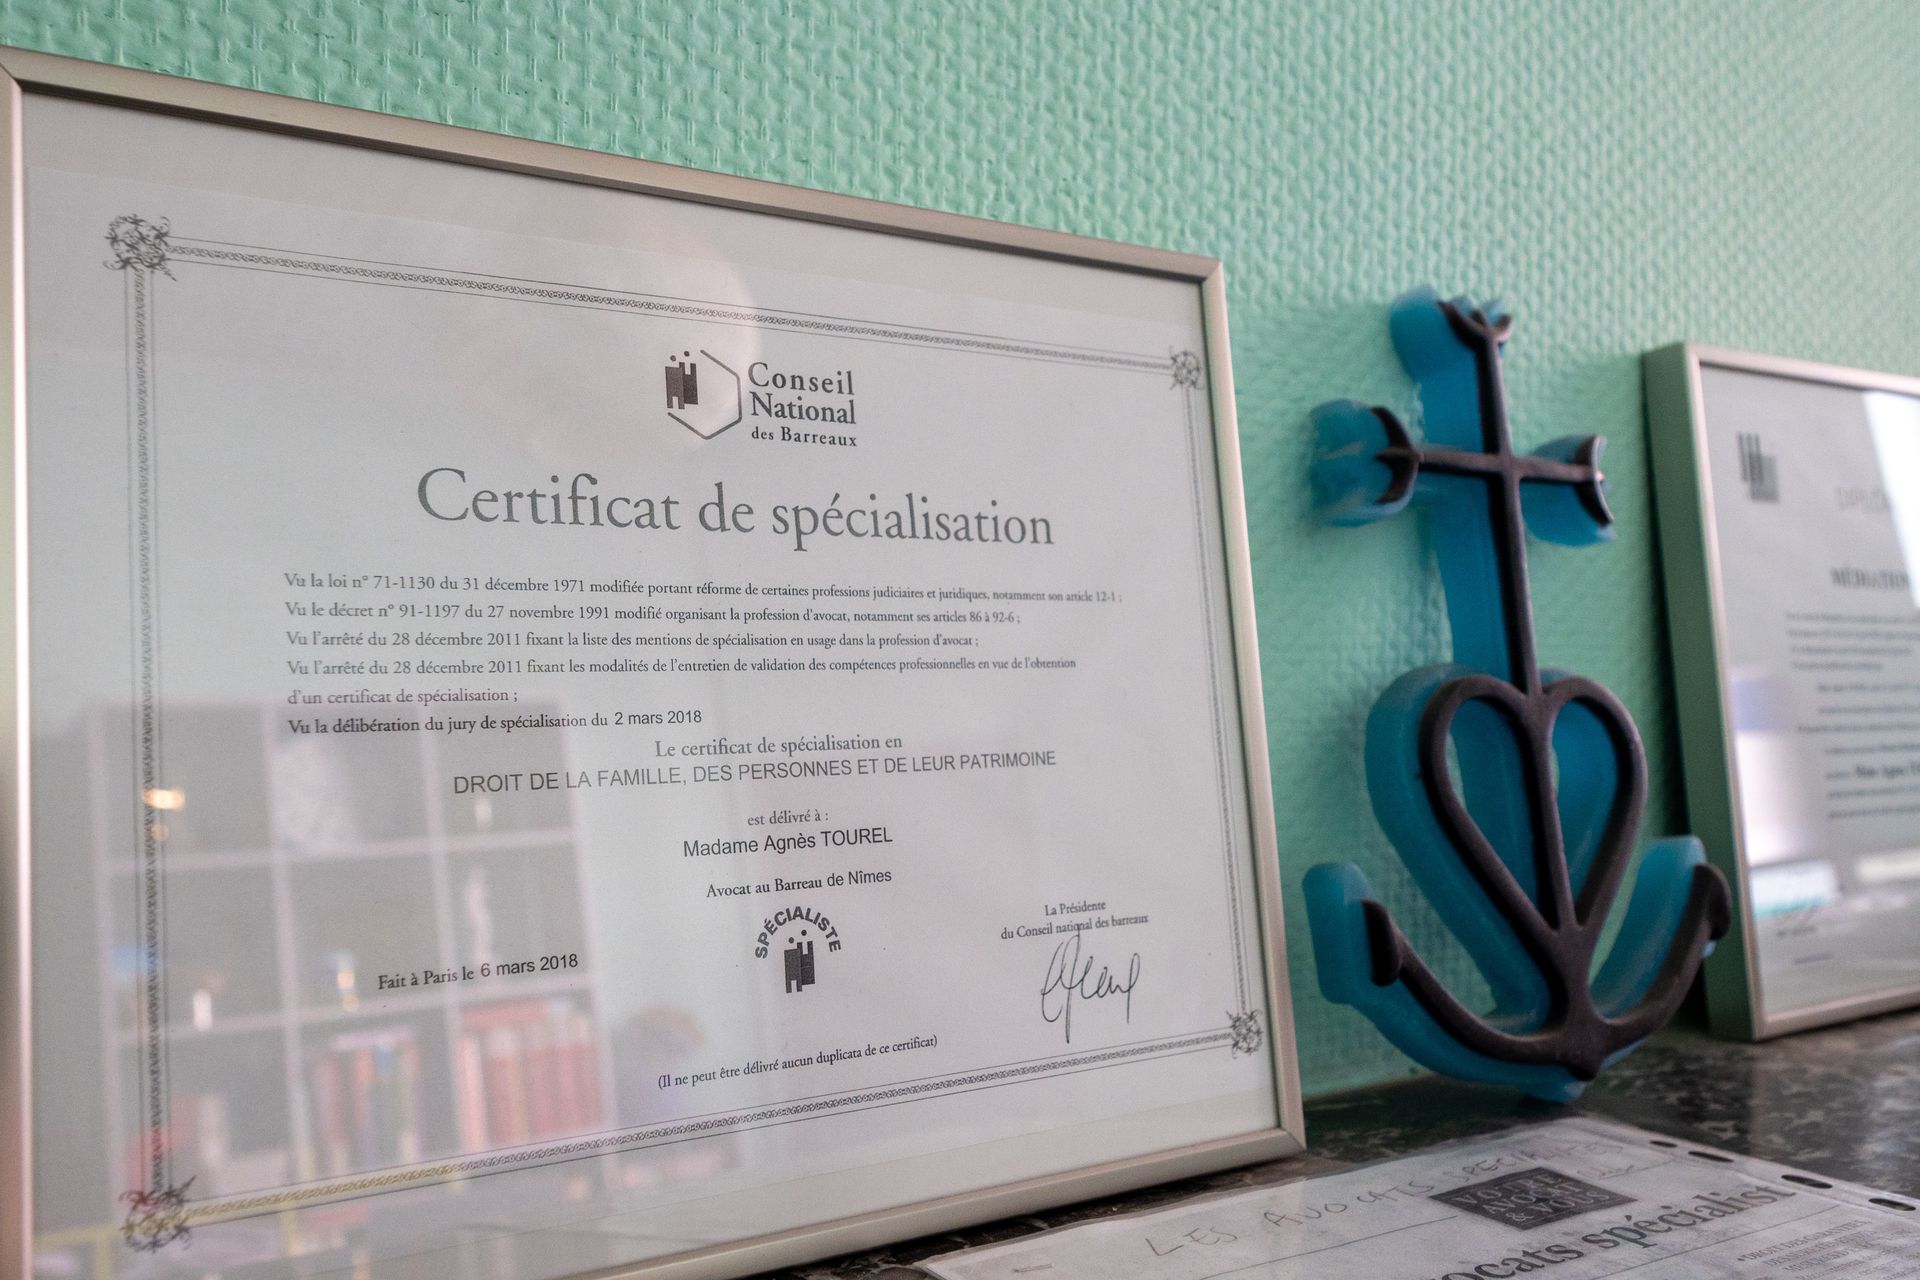 Conseil
National
des Barreaux
Certificat de spécialisation
Vu la loi n° 71-1130 du 31 décembre 1971 modifiée portant réforme de certaines professions judiciaires et juridiques, notamment son article 12-1 ;
Vu le décret n° 91-1197 du 27 novembre 1991 modifié organisant la profession d'avocat, notamment ses articles 86 à 92-6 ;
Vu l'arrêté du 28 décembre 2011 fixant la liste des mentions de spécialisation en usage dans la profession d'avocat ;
Vu l'arrêté du 28 décembre 2011 fixant les modalités de l'entretien de validation des compétences professionnelles en vue de l'obtention
d'un certificat de spécialisation ;
Vu la délibération du jury de spécialisation du 2 mars 2018
Le certificat de spécialisation en
DROIT DE LA FAMILLE, DES PERSONNES ET DE LEUR PATRIMOINE
est délivré à :
Madame Agnès TOUREL
Avocat au Barreau de Nîmes
SPÉCIALISTE
La Présidente
du Conseil national des barreaux
Fait à Paris le 6 mars 2018
(Il ne peut être délivré aucun duplicata de ce certificat)
MÉDIATION
LES AVOCATS SPECIALISTES
VOTRE
AVOCAT
& VOUS
avocats spécialist